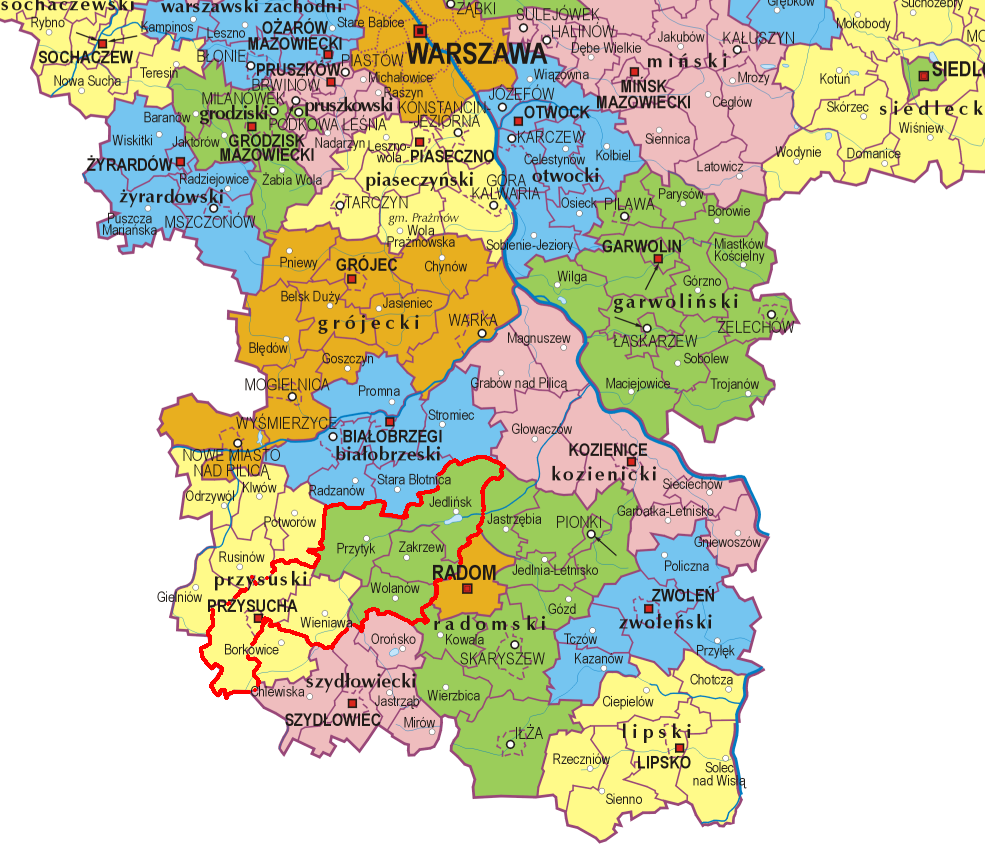 sochaczewski
Rybno
SOCHACZEW
Nowa Sucha
Teresin
Kampinos
warszawski zachodni
Leszno
BŁONIE
OŻARÓW
MAZOWIECKI
Stare Babice
WARSZAWA
ZĄBKI
SULEJÓWEK
HALINÓW
Dębe Wielkie
Jakubów
KAŁUSZYN
Grębków
Mokobody
Suchożebry
PRUSZKÓW
PIASTÓW
BRWINÓW
Michałowice
Raszyn
MILANÓWEK
pruszkowski
PODKOWA LEŚNA
Nadarzyn
Baranów
grodziski
Jaktorów
GRODZISK
MAZOWIECKI
Żabia Wola
Wiskitki
ŻYRARDÓW
Radziejowice
żyrardowski
Puszcza
Mariańska
MSZCZONÓW
KONSTANCIN-
JEZIORNA
Leszno-
wola
PIASECZNO
piaseczyński
GÓRA
KALWARIA
TARCZYN
gm. Prażmów
Wola
Prażmowska
Wiązowna
JÓZEFÓW
OTWOCK
KARCZEW
Celestynów
otwocki
Kołbiel
Osieck
Sobienie-Jeziory
miński
MIŃSK
MAZOWIECKI
Mrozy
Cegłów
Siennica
Latowicz
Kotuń
SIEDLC
Skórzec
siedleck
Wiśniew
Wodynie
Domanice
PILAWA
Parysów
Borowie
GARWOLIN
Miastków
Kościelny
Wilga
Górzno
garwoliński
ŻELECHÓW
ŁASKARZEW
Sobolew
Maciejowice
Trojanów
Pniewy
GRÓJEC
Chynów
Belsk Duży
Jasieniec
grójecki
WARKA
Błędów
Goszczyn
MOGIELNICA
NOWE MIASTO
NAD PILICĄ
Promna
WYŚMIERZYCE
BIAŁOBRZEGI
białobrzeski
Stromiec
Radzanów
Stara Błotnica
Magnuszew
Grabów nad Pilicą
Głowaczów
KOZIENICE
kozienicki
Sieciechów
Garbatka-Letnisko
Gniewoszów
Odrzywół
Klwów
Potworów
Rusinów
przysuski
Gielniów
PRZYSUCHA
Wieniawa
Borkowice
Jedlińsk
Jastrzębia
PIONKI
Przytyk
Zakrzew
Jedlnia-Letnisko
RADOM
Wolanów
radomski
Gózd
Kowala
SKARYSZEW
Wierzbica
IŁŻA
Policzna
ZWOLEŃ
zwoleński
Tczów
Przyłęk
Kazanów
Orońsko
szydłowiecki
Chlewiska
SZYDŁOWIEC
Jastrząb
Mirów
Chotcza
Ciepielów
lipski
LIPSKO
Rzeczniów
Solec
nad Wisłą
Sienno